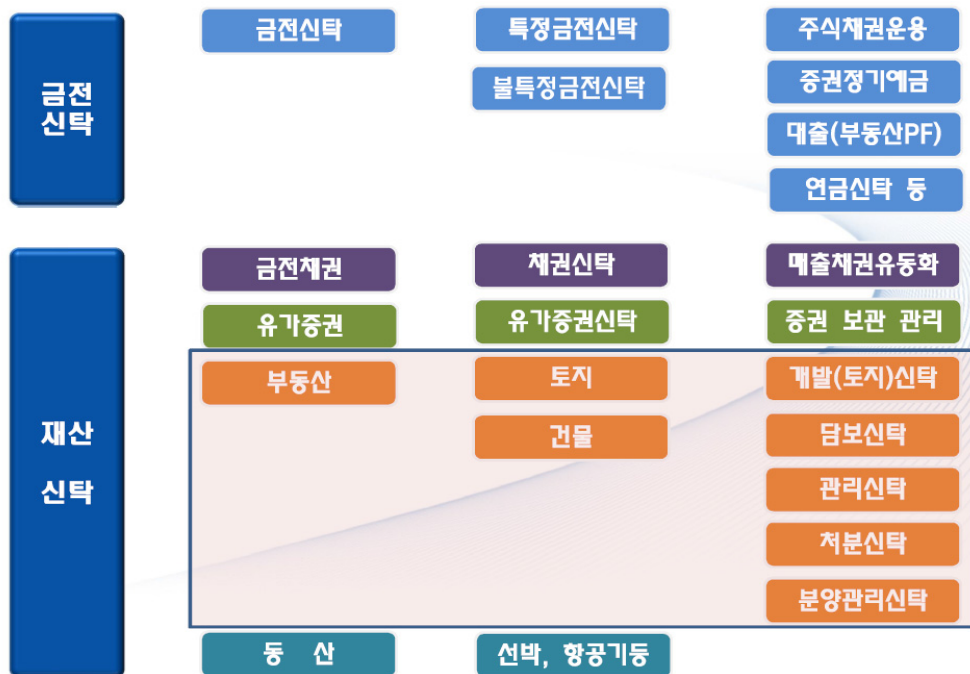 금전
신탁
금전신탁
특정금전신탁
주식채권운용
불특정금전신탁
증권정기예금
대출(부동산PF)
연금신탁 등
재산
신탁
금전채권
채권신탁
매출채권유동화
유가증권
유가증권신탁
증권 보관 관리
부동산
토지
개발(토지)신탁
건물
담보신탁
관리신탁
처분신탁
분양관리신탁
동 산
선박, 항공기등